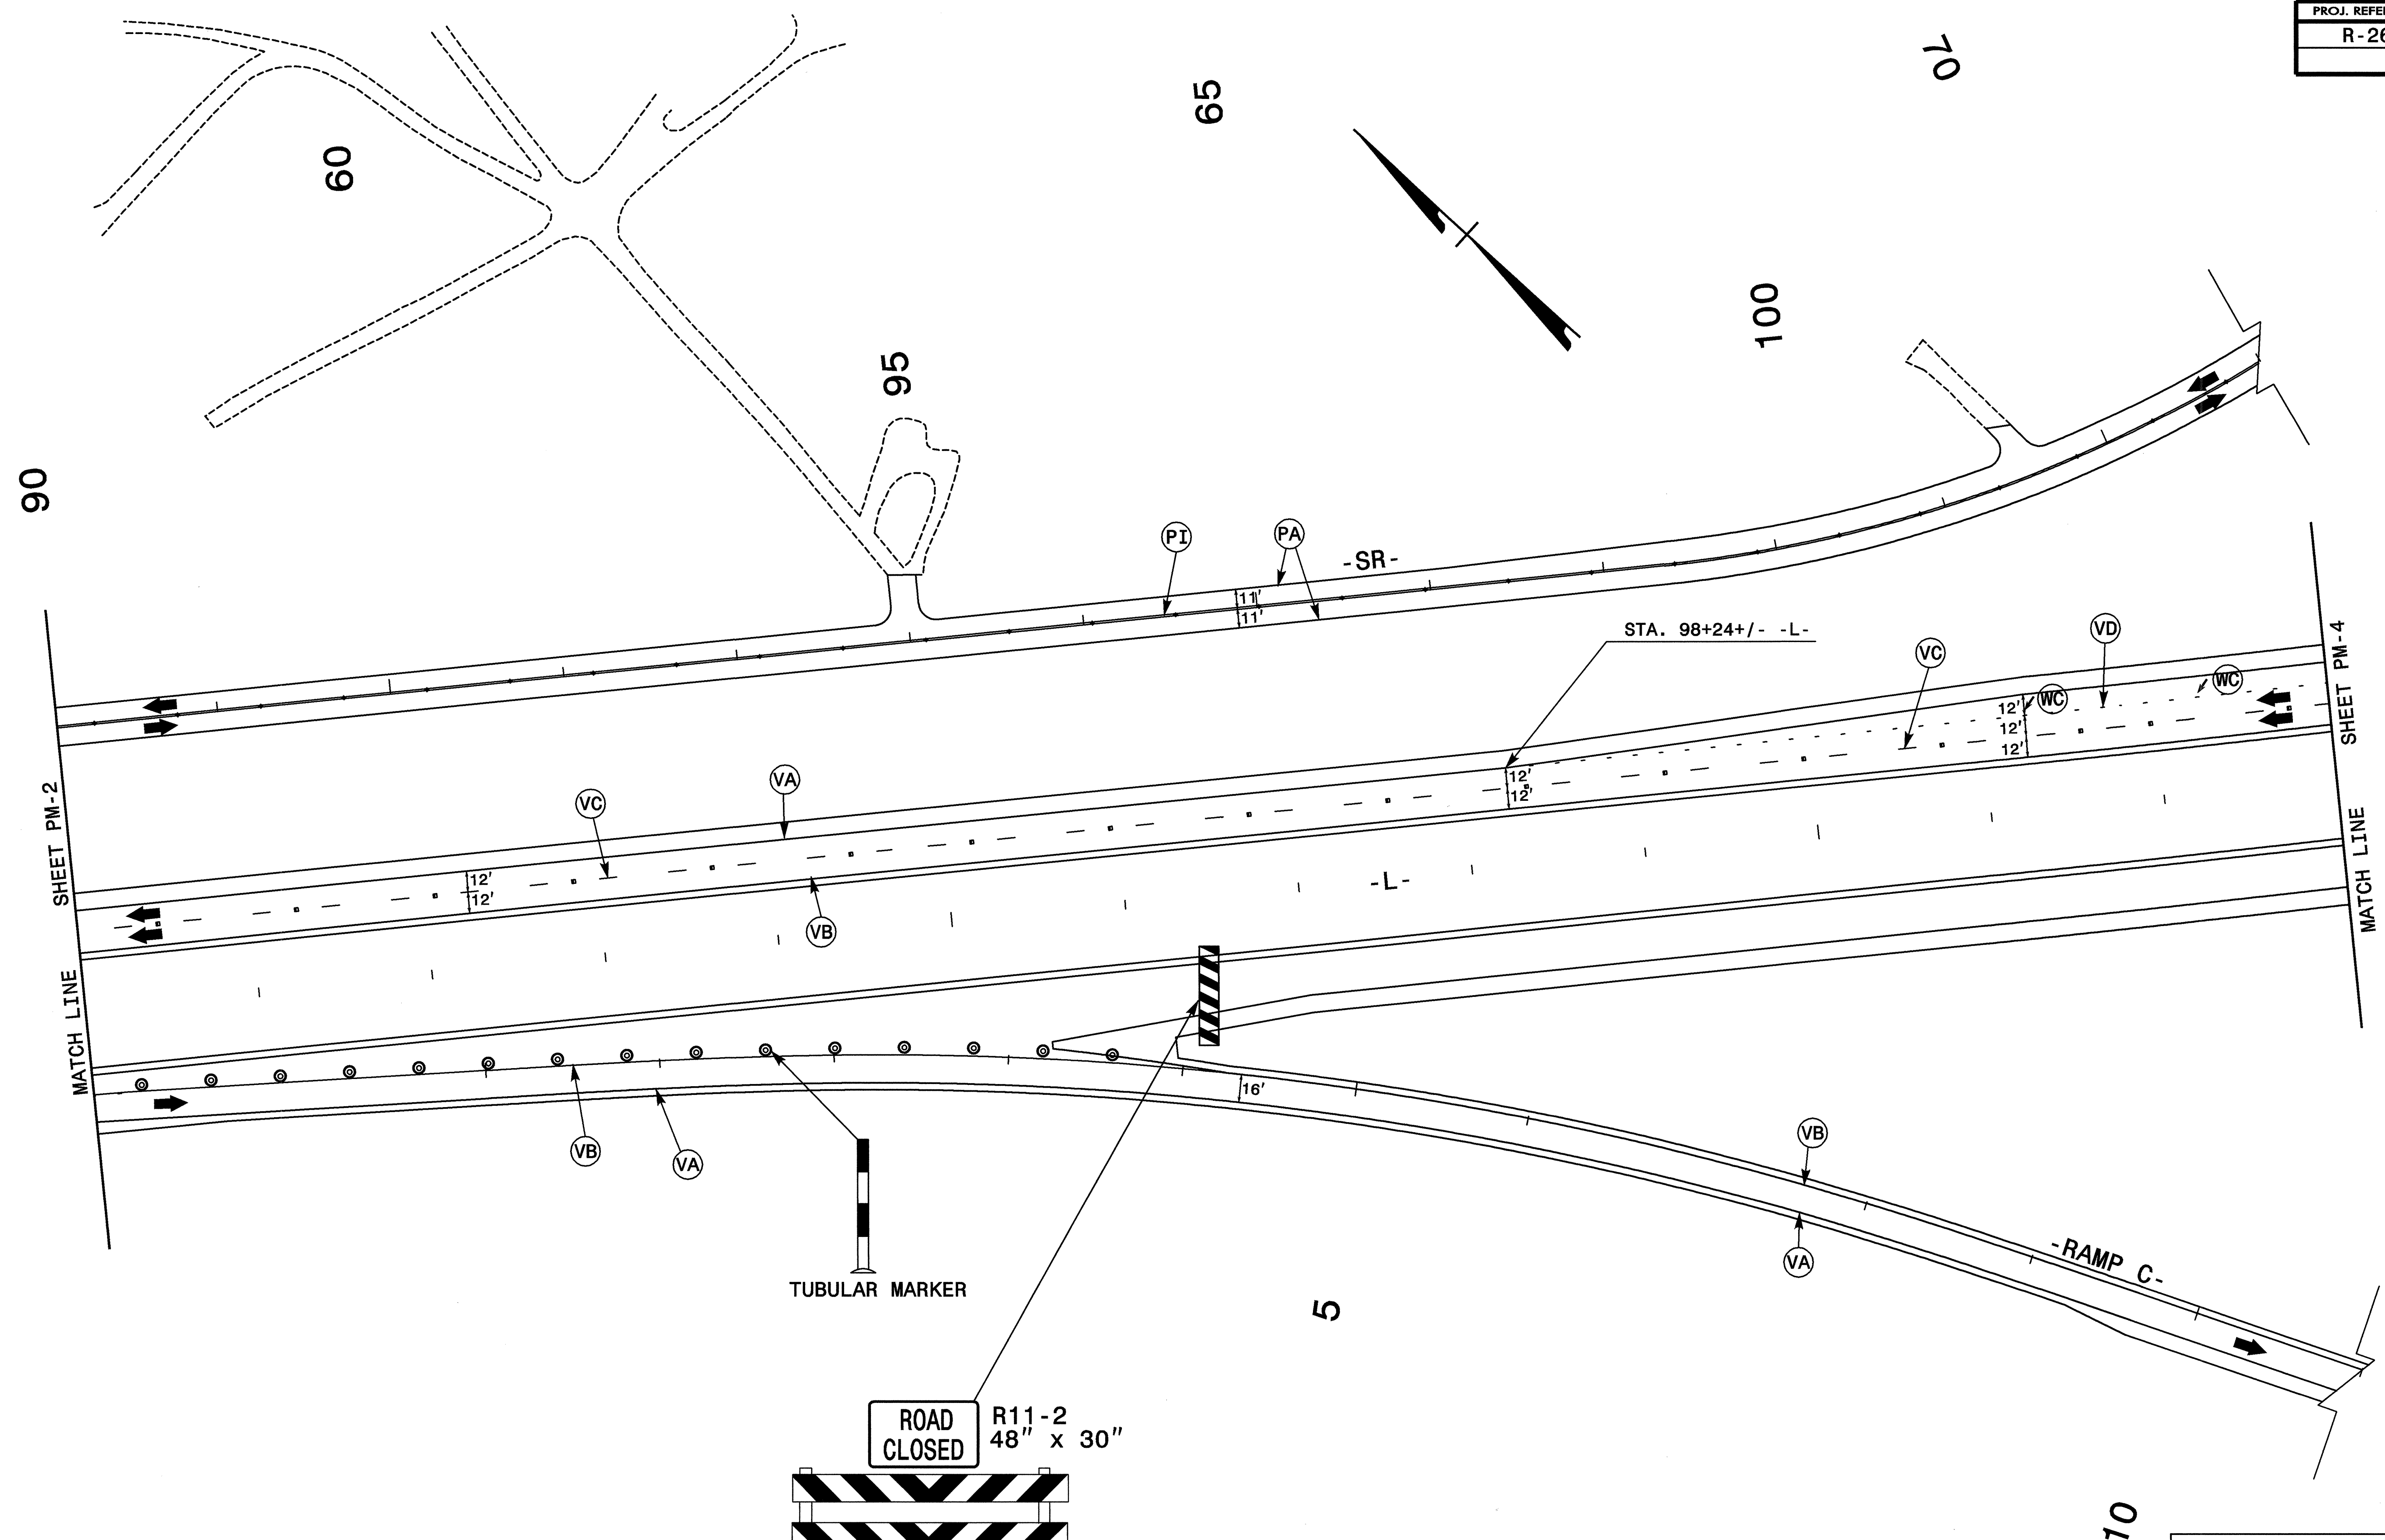 PROJ. REFE
R-26
70
65
60
100
95
90
PI
PA
-SR-
11'
11'
STA. 98+24+/- -L-
VD
VC
WC
WC
12'
12'
12'
SHEET PM-4
VA
VC
12'
12'
SHEET PM-2
12'
12'
-L-
VB
MATCH LINE
MATCH LINE
16'
VB
VB
VA
VA
-RAMP C-
TUBULAR MARKER
5
ROAD
CLOSED
R11-2
48" x 30"
10